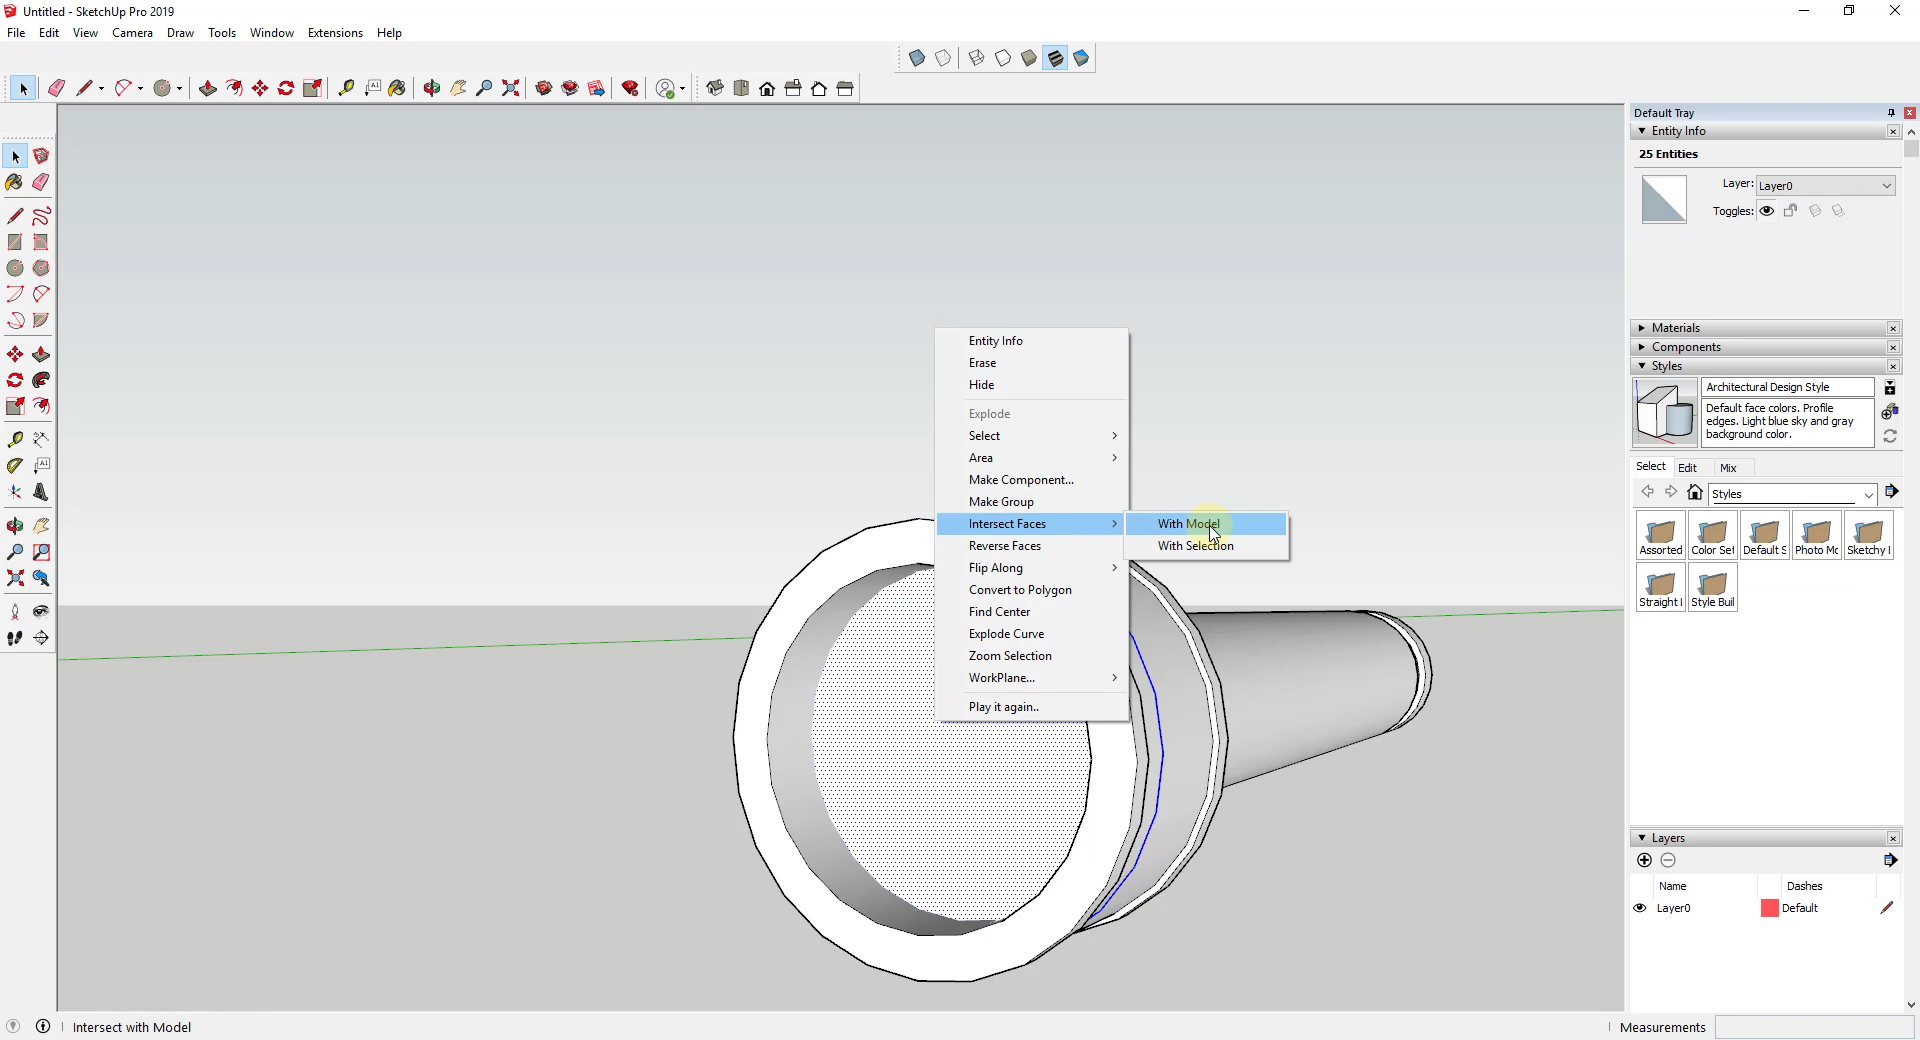 Untitled - SketchUp Pro 2019
File Edit View Camera Draw Tools Window Extensions Help
Default Tray
Entity Info
25 Entities
Layer: Layer0
Toggles:
Materials
Components
Styles
Architectural Design Style
Default face colors. Profile
edges. Light blue sky and gray
background color.
Select Edit Mix
Styles
Assorted Color Set Default S Photo Mc Sketchy I
Straight I Style Buil
Layers
Name Dashes
Layer0 Default
Entity Info
Erase
Hide
Explode
Select
Area
Make Component...
Make Group
Intersect Faces
Reverse Faces
Flip Along
Convert to Polygon
Find Center
Explode Curve
Zoom Selection
WorkPlane...
Play it again..
With Model
With Selection
Intersect with Model
Measurements